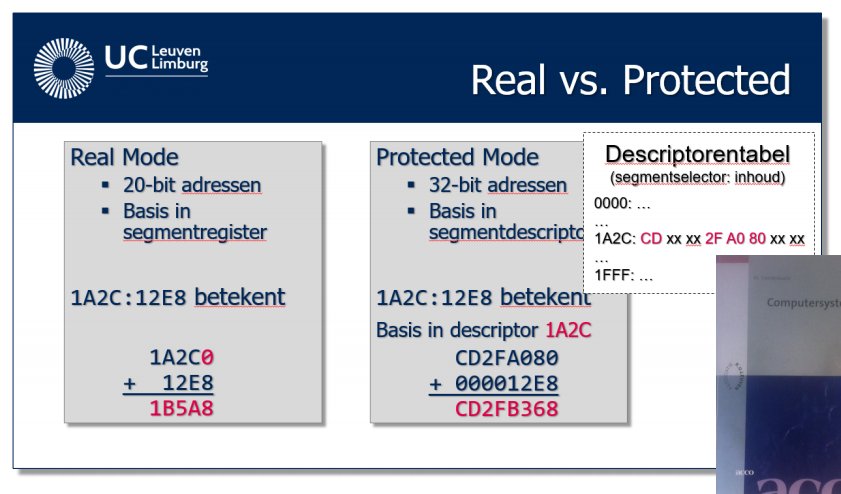 UC Leuven
Limburg
Real vs. Protected
Real Mode
▪ 20-bit adressen
▪ Basis in
segmentregister
1A2C:12E8 betekent
1A2C0
+ 12E8
1B5A8
Protected Mode
▪ 32-bit adressen
▪ Basis in
segmentdescripto
1A2C:12E8 betekent
Basis in descriptor 1A2C
CD2FA080
+ 000012E8
CD2FB368
Descriptorentabel
(segmentselector: inhoud)
0000: …
…
1A2C: CD xx xx 2F A0 80 xx xx
…
1FFF: …
Computersyste
acco
acco